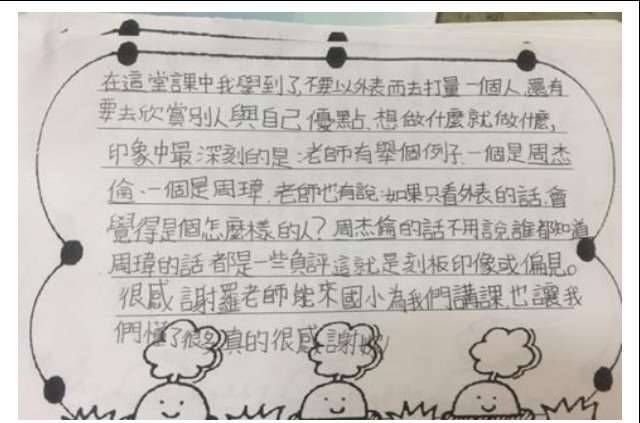 在這堂課中我學到了,不要以外表而去打量一個人,還有
要去欣賞別人與自己優點、想做什麼就做什麼,
印象中最深刻的是:老師有舉個例子,一個是周杰
倫、一個是周瑋,老師也有說:如果只看外表的話,會
覺得是個怎麼樣的人?周杰倫的話不用說,誰都知道
周瑋的話都是一些負評,這就是刻板印像或偏見。
很感謝羅老師能來國小為我們講課,也讓我
們懂了很多真的很感謝妳!